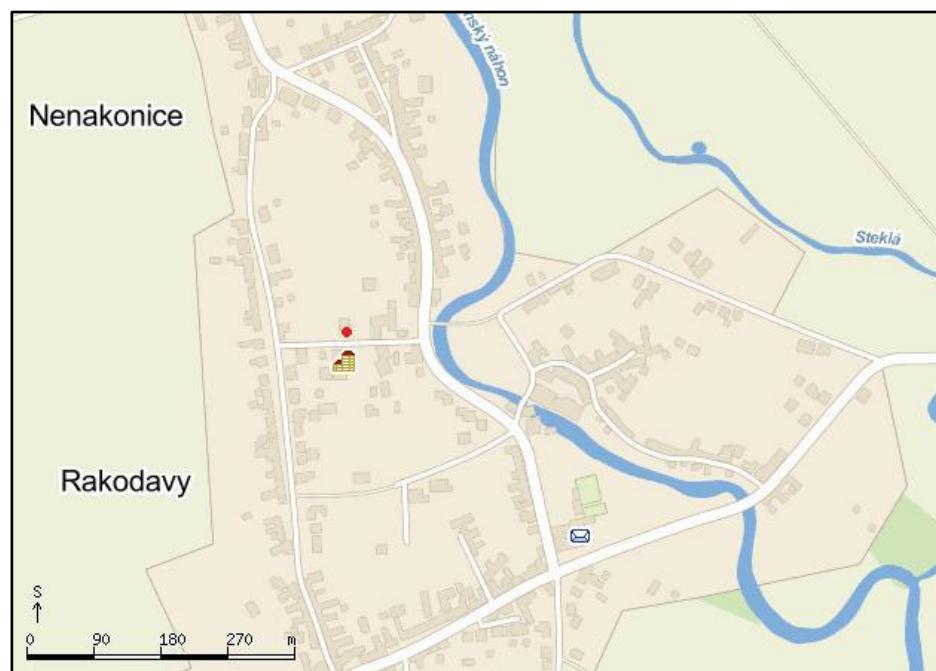 nský náhon
Nenakonice
Steklá
Rakodavy
S
0 90 180 270 m